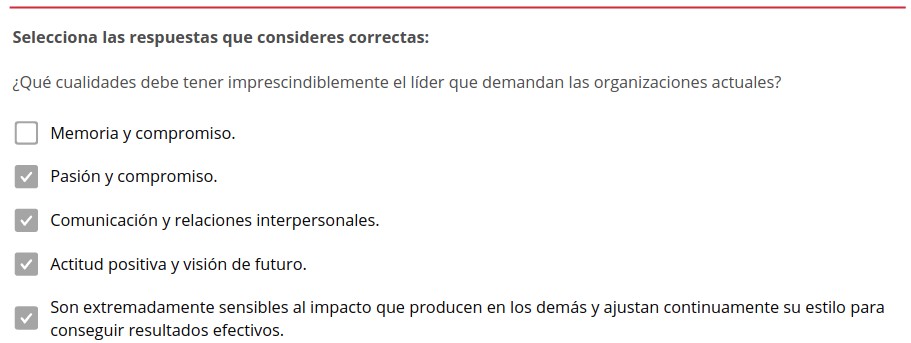 Selecciona las respuestas que consideres correctas:
¿Qué cualidades debe tener imprescindiblemente el líder que demandan las organizaciones actuales?
Memoria y compromiso.
Pasión y compromiso.
Comunicación y relaciones interpersonales.
Actitud positiva y visión de futuro.
Son extremadamente sensibles al impacto que producen en los demás y ajustan continuamente su estilo para
conseguir resultados efectivos.